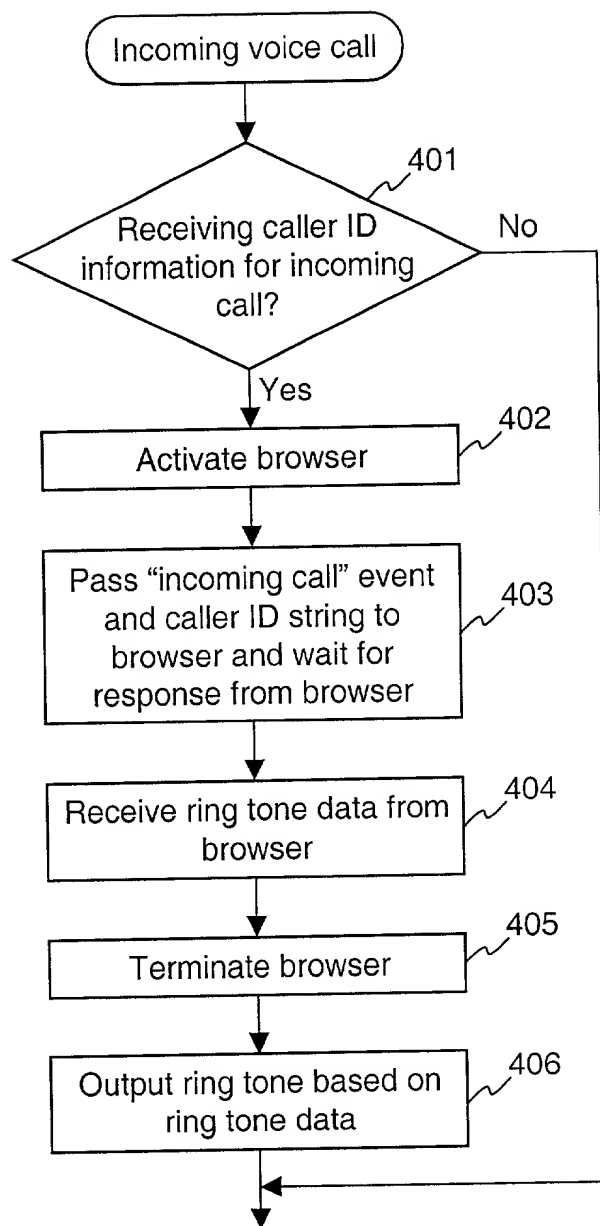 Incoming voice call
401
Receiving caller ID
information for incoming
call?
No
Yes
402
Activate browser
403
Pass “incoming call” event
and caller ID string to
browser and wait for
response from browser
404
Receive ring tone data from
browser
405
Terminate browser
406
Output ring tone based on
ring tone data